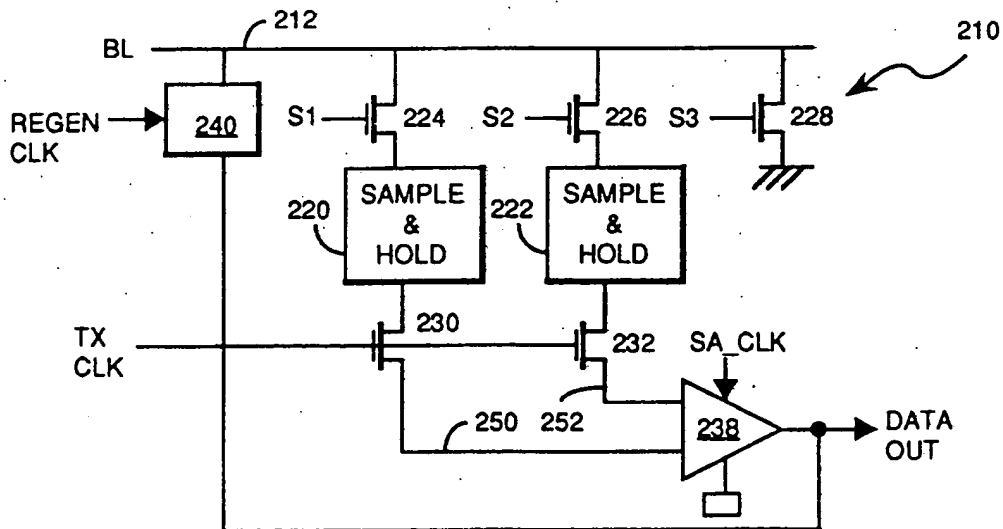 212
BL
210
REGEN
CLK
240
S1
224
S2
226
S3
228
220
SAMPLE
&
HOLD
222
SAMPLE
&
HOLD
TX
CLK
230
232
SA_CLK
250
252
238
DATA
OUT